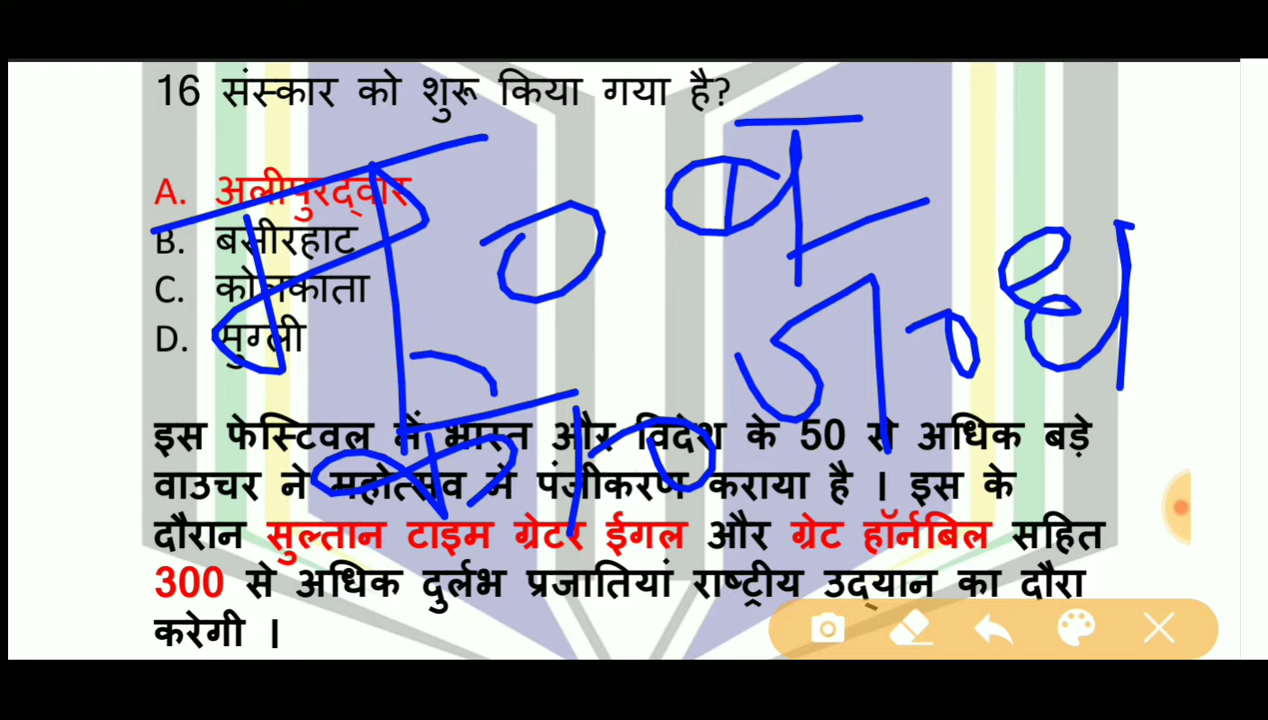 16 संस्कार को शुरू किया गया है?
A. अलीपुरद्वार
B. बसीरहाट
C. कोलकाता
D. मुग्ली
इस फेस्टिवल में भारत और विदेश के 50 से अधिक बड़े
वाउचर ने महोत्सव में पंजीकरण कराया है । इस के
दौरान सुल्तान टाइम ग्रेटर ईगल और ग्रेट हॉर्नबिल सहित
300 से अधिक दुर्लभ प्रजातियां राष्ट्रीय उद्यान का दौरा
करेगी ।